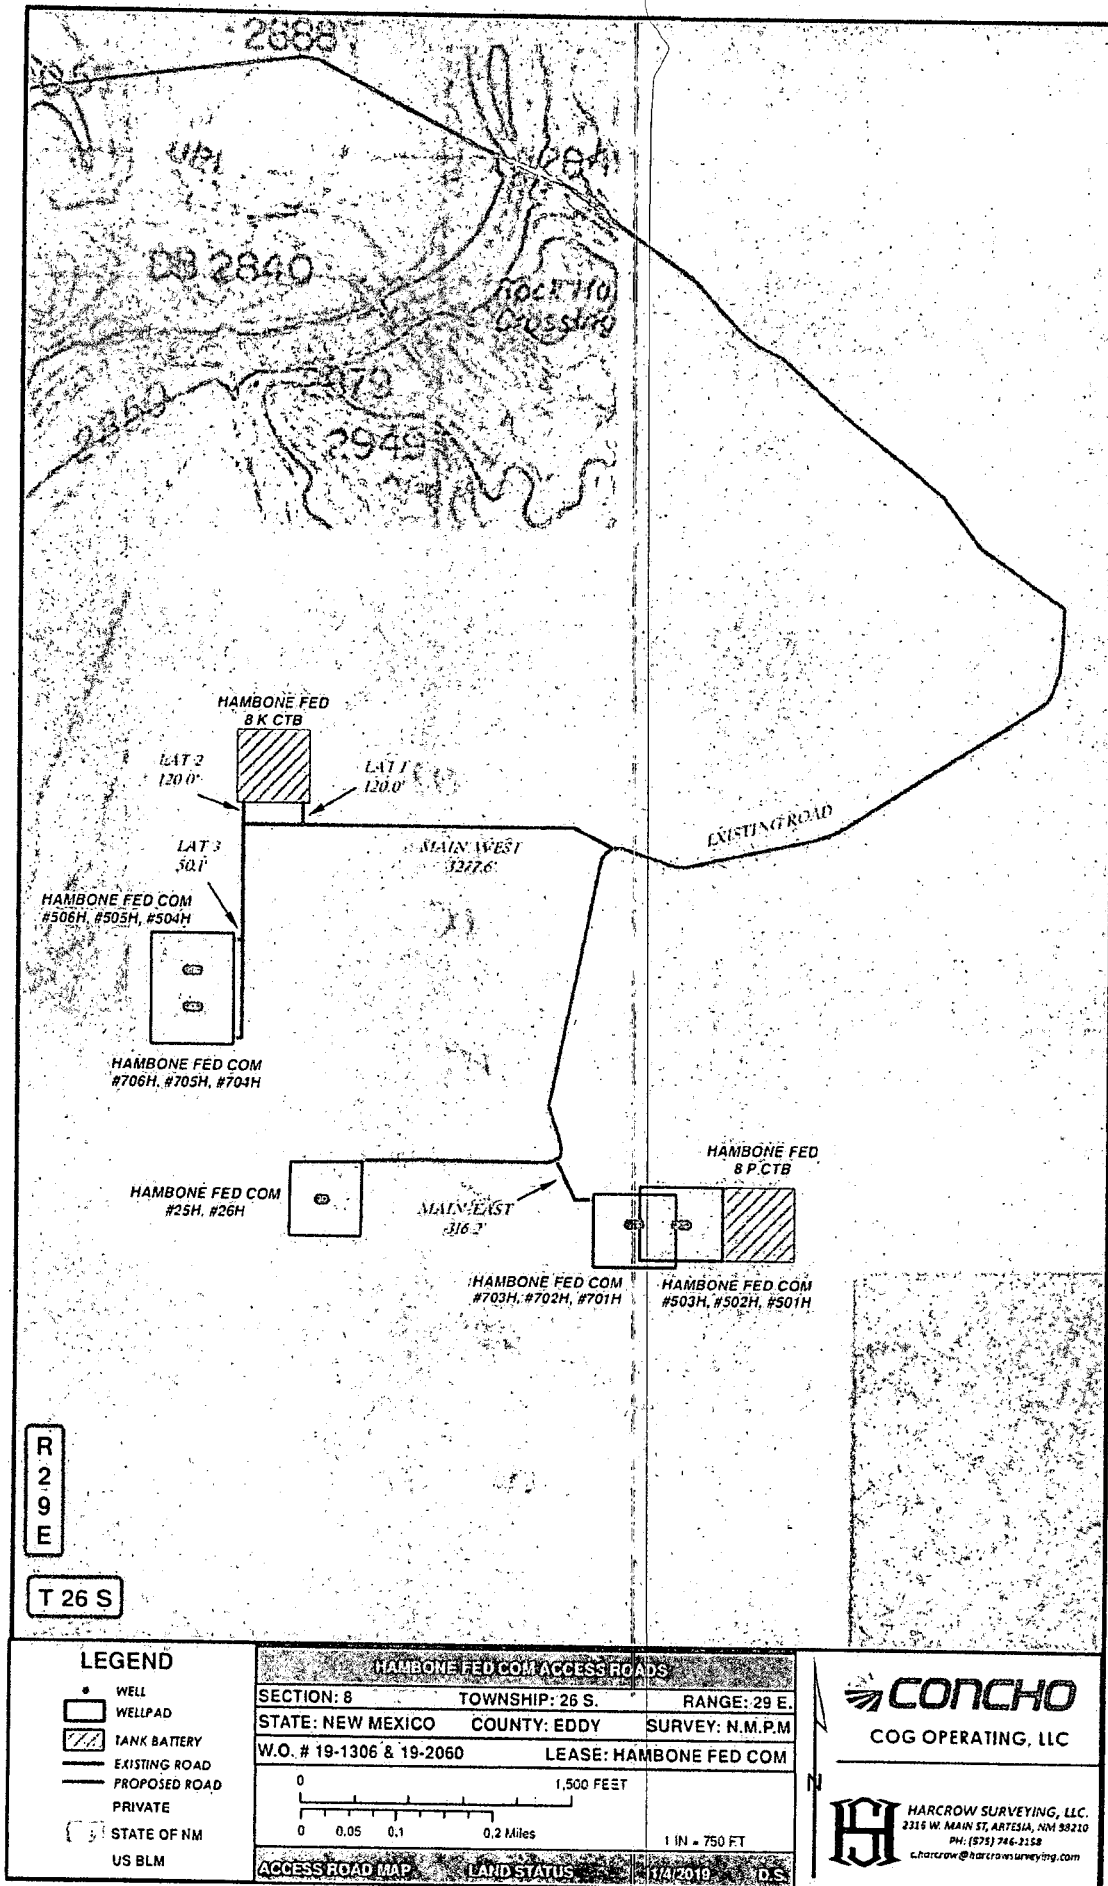 2688
DB 2840
Crossing
2949
HAMBONE FED
8 K CTB
LAT 2
120.0'
LAT 1
120.0'
EXISTING ROAD
MAIN WEST
3277.6'
LAT 3
50.1'
HAMBONE FED COM
#506H, #505H, #504H
HAMBONE FED COM
#706H, #705H, #704H
HAMBONE FED
8 P CTB
HAMBONE FED COM
#25H, #26H
MAIN EAST
316.2'
HAMBONE FED COM
#703H, #702H, #701H
HAMBONE FED COM
#503H, #502H, #501H
R
2
9
E
T 26 S
LEGEND
WELL
WELLPAD
TANK BATTERY
EXISTING ROAD
PROPOSED ROAD
PRIVATE
STATE OF NM
US BLM
HAMBONE FED COM ACCESS ROADS
SECTION: 8 TOWNSHIP: 26 S. RANGE: 29 E.
STATE: NEW MEXICO COUNTY: EDDY SURVEY: N.M.P.M
W.O. # 19-1306 & 19-2060 LEASE: HAMBONE FED COM
0 1,500 FEET
0 0.05 0.1 0.2 Miles
1 IN = 750 FT
ACCESS ROAD MAP LAND STATUS 11/4/2019 D.S.
N
CONCHO
COG OPERATING, LLC
HS
HARCROW SURVEYING, LLC.
2316 W. MAIN ST, ARTESIA, NM 88210
PH: (575) 746-2158
c.harcrow@harcrowsurveying.com